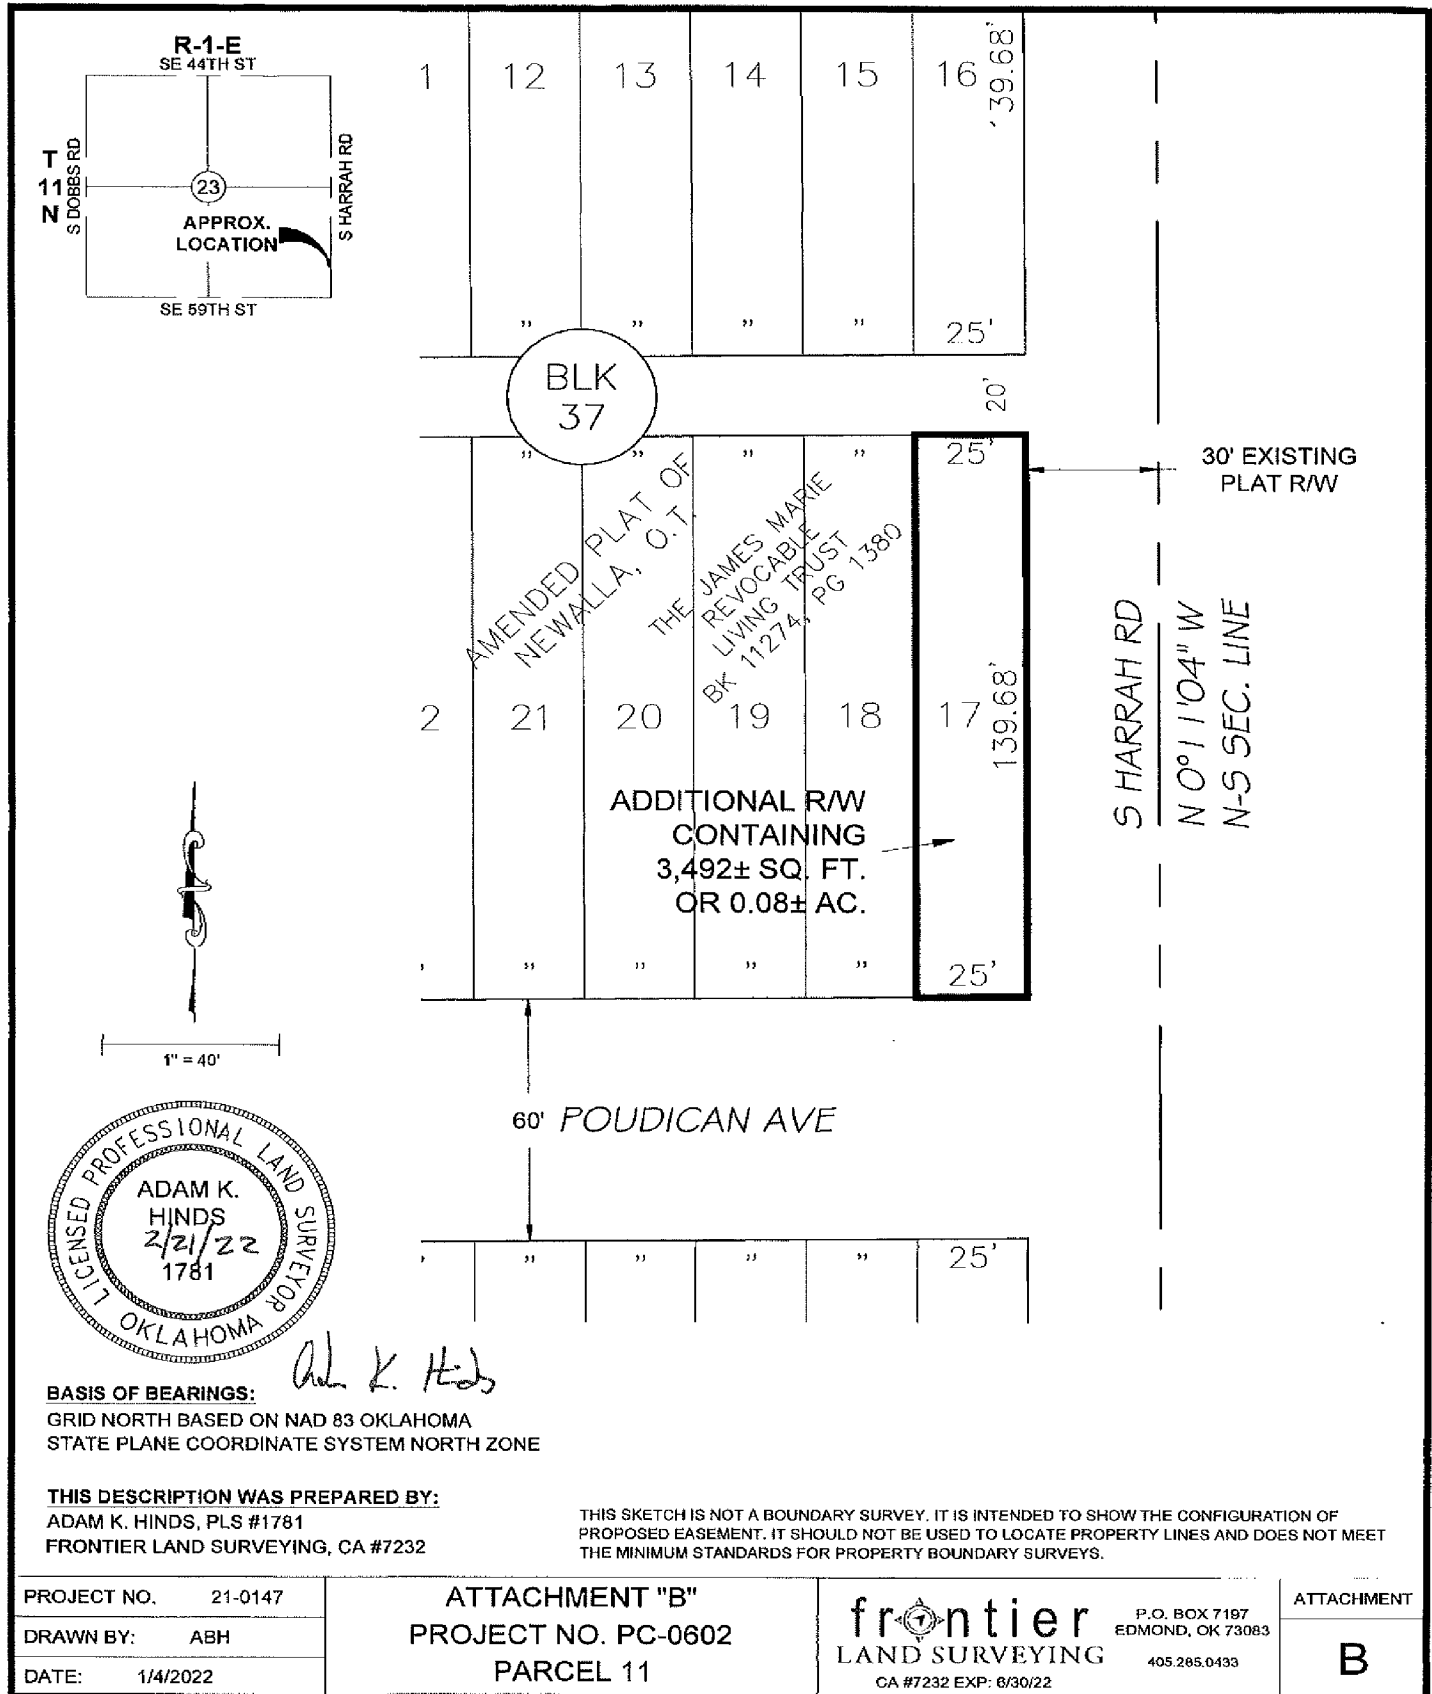 R-1-E
SE 44TH ST
T
11
N
S DOBBS RD
23
S HARRAH RD
APPROX.
LOCATION
SE 59TH ST
1
12
13
14
15
16
139.68'
"
"
"
"
25'
BLK
37
20'
"
"
"
"
25'
30' EXISTING
PLAT R/W
AMENDED PLAT OF
NEWALLA, O.T.
THE JAMES MARIE
REVOCABLE
LIVING TRUST
BK 11274, PG 1380
2
21
20
19
18
17
139.68'
S HARRAH RD
N 0°11'04" W
N-S SEC. LINE
ADDITIONAL R/W
CONTAINING
3,492± SQ. FT.
OR 0.08± AC.
"
"
"
"
25'
1" = 40'
60' POUDICAN AVE
"
"
"
"
25'
LICENSED PROFESSIONAL LAND SURVEYOR
ADAM K.
HINDS
2/21/22
1781
OKLAHOMA
Adam K. Hinds
BASIS OF BEARINGS:
GRID NORTH BASED ON NAD 83 OKLAHOMA
STATE PLANE COORDINATE SYSTEM NORTH ZONE
THIS DESCRIPTION WAS PREPARED BY:
ADAM K. HINDS, PLS #1781
FRONTIER LAND SURVEYING, CA #7232
THIS SKETCH IS NOT A BOUNDARY SURVEY. IT IS INTENDED TO SHOW THE CONFIGURATION OF
PROPOSED EASEMENT. IT SHOULD NOT BE USED TO LOCATE PROPERTY LINES AND DOES NOT MEET
THE MINIMUM STANDARDS FOR PROPERTY BOUNDARY SURVEYS.
PROJECT NO. 21-0147
DRAWN BY: ABH
DATE: 1/4/2022
ATTACHMENT "B"
PROJECT NO. PC-0602
PARCEL 11
frontier
LAND SURVEYING
CA #7232 EXP: 6/30/22
P.O. BOX 7197
EDMOND, OK 73083
405.285.0433
ATTACHMENT
B